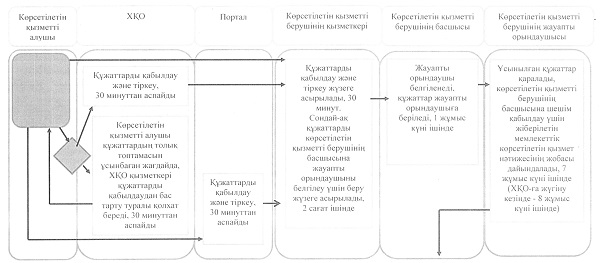 Көрсетілетін
қызметті
алушы
ХҚО
Портал
Көрсетілетін қызметті
берушінің қызметкері
Көрсетілетін қызметті
берушінің басшысы
Көрсетілетін қызметті
берушінің жауапты
орындаушысы
Құжаттарды
қабылдау және
тіркеу,
30 минуттан аспайды
Көрсетілетін
қызметті алушы
құжаттардың толық
топтамасын
ұсынбаған жағдайда,
ХҚО қызметкері
құжаттарды
қабылдаудан бас
тарту туралы қолхат
береді, 30 минуттан
аспайды
Құжаттарды
қабылдау
және тіркеу,
30 минуттан
аспайды
Құжаттарды
қабылдау және
тіркеу жүзеге
асырылады, 30
минут.
Сондай-ақ
құжаттарды
көрсетілетін
қызметті берушінің
басшысына
жауапты
орындаушыны
белгілеу үшін беру
жүзеге асырылады,
2 сағат ішінде
Жауапты
орындаушы
белгіленеді,
құжаттар жауапты
орындаушыға
беріледі, 1 жұмыс
күні ішінде
Ұсынылған құжаттар
қаралады,
көрсетілетін қызметті
берушінің
басшысына шешім
қабылдау үшін
жіберілетін
мемлекеттік
көрсетілетін қызмет
нәтижесінің жобасы
дайындалады, 7
жұмыс күні ішінде
(ХҚО-ға жүгіну
кезінде - 8 жұмыс
күні ішінде)